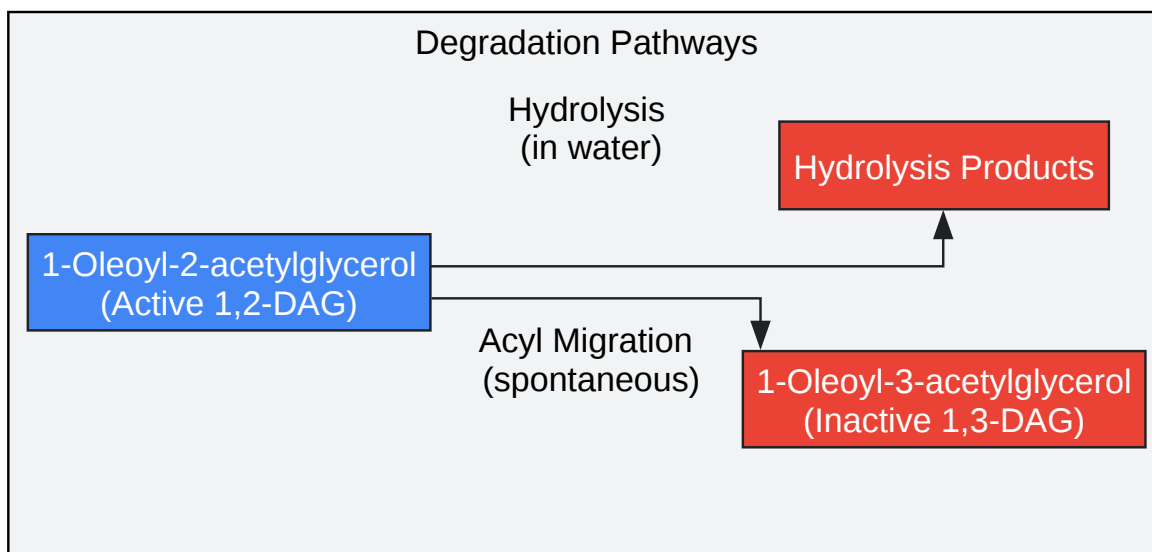 Degradation Pathways
Hydrolysis
(in water)
Hydrolysis Products
1-Oleoyl-2-acetylglycerol
(Active 1,2-DAG)
Acyl Migration
(spontaneous)
1-Oleoyl-3-acetylglycerol
(Inactive 1,3-DAG)